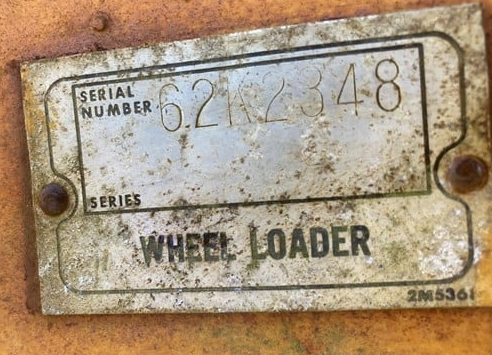 SERIAL
NUMBER 62K2348
SERIES
WHEEL LOADER
2M5361